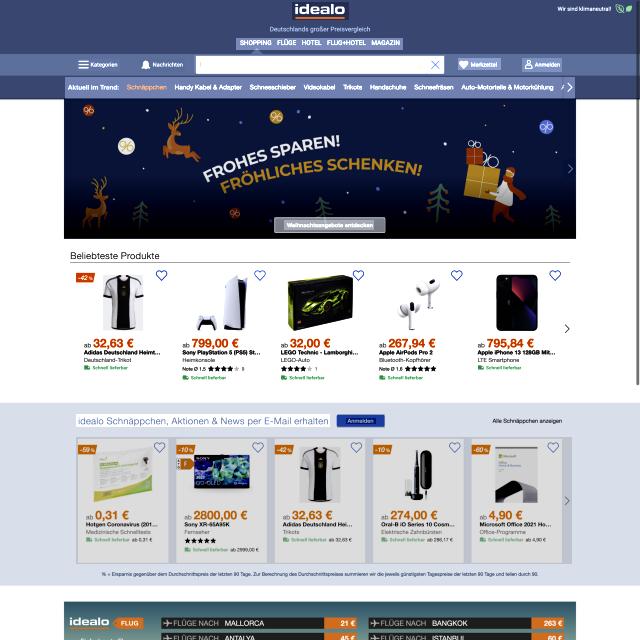 idealo
Wir sind klimaneutral!
Deutschlands großer Preisvergleich
SHOPPING FLÜGE HOTEL FLUG+HOTEL MAGAZIN
Kategorien Nachrichten Merkzettel Anmelden
Aktuell im Trend: Schnäppchen Handy Kabel & Adapter Schneeschieber Videokabel Trikots Handschuhe Schneefräsen Auto-Motorteile & Motorkühlung
FROHES SPAREN!
FRÖHLICHES SCHENKEN!
Weihnachtsangebote entdecken
Beliebteste Produkte
-42 %
ab 32,63 € ab 799,00 € ab 32,00 € ab 267,94 € ab 795,84 €
Adidas Deutschland Heimt... Sony PlayStation 5 (PS5) St... LEGO Technic - Lamborghi... Apple AirPods Pro 2 Apple iPhone 13 128GB Mit...
Deutschland-Trikot Heimkonsole LEGO-Auto Bluetooth-Kopfhörer LTE Smartphone
Schnell lieferbar Note Ø 1,5 1 Note Ø 1,6 Schnell lieferbar
Schnell lieferbar Schnell lieferbar Schnell lieferbar
idealo Schnäppchen, Aktionen & News per E-Mail erhalten Anmelden Alle Schnäppchen anzeigen
-59 % -10 % -42 % -10 % -60 %
F
SONY
Microsoft
ab 0,31 € ab 2800,00 € ab 32,63 € ab 274,00 € ab 4,90 €
Hotgen Coronavirus (201... Sony XR-65A95K Adidas Deutschland Hei... Oral-B iO Series 10 Cosm... Microsoft Office 2021 Ho...
Medizinische Schnelltests Fernseher Trikots Elektrische Zahnbürsten Office-Programme
Schnell lieferbar ab 0,31 € Schnell lieferbar ab 32,63 € Schnell lieferbar ab 286,17 € Schnell lieferbar ab 4,90 €
Schnell lieferbar ab 2999,00 €
% = Ersparnis gegenüber dem Durchschnittspreis der letzten 90 Tage. Zur Berechnung des Durchschnittspreises summieren wir die jeweils günstigsten Tagespreise der letzten 90 Tage und teilen durch 90.
idealo FLUG FLÜGE NACH MALLORCA 21 € FLÜGE NACH BANGKOK 263 €
FLÜGE NACH ANTALYA 45 € FLÜGE NACH ISTANBUL 60 €